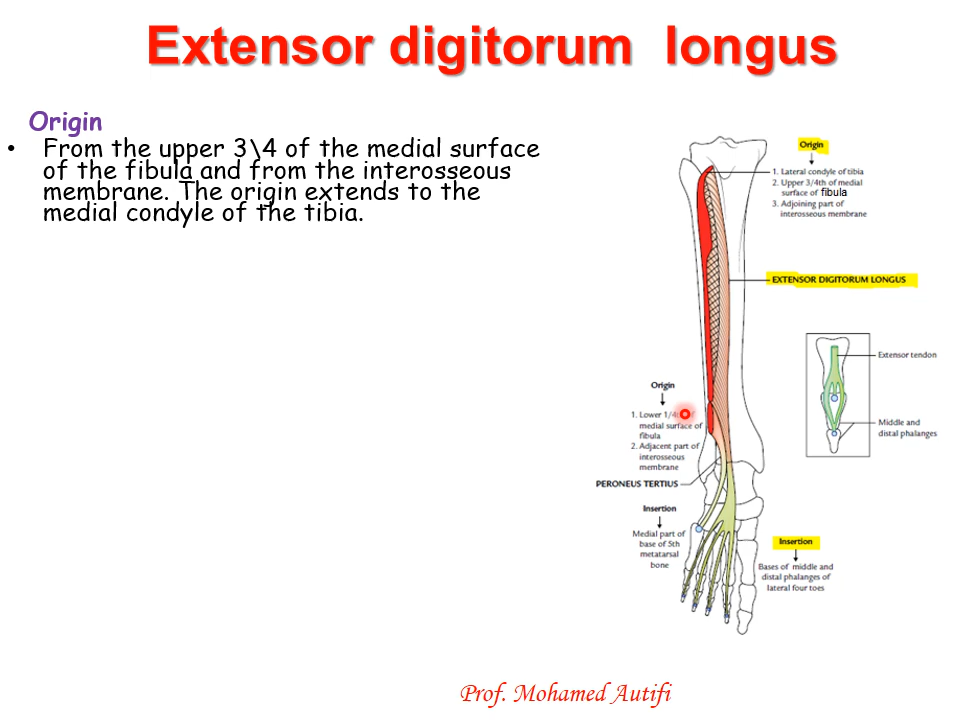 Extensor digitorum longus
Origin
• From the upper 3\4 of the medial surface
of the fibula and from the interosseous
membrane. The origin extends to the
medial condyle of the tibia.
Origin
1. Lateral condyle of tibia
2. Upper 3/4th of medial
surface of fibula
3. Adjoining part of
interosseous membrane
EXTENSOR DIGITORUM LONGUS
Extensor tendon
Middle and
distal phalanges
Origin
1. Lower 1/4th of
medial surface of
fibula
2. Adjacent part of
interosseous
membrane
PERONEUS TERTIUS
Insertion
Medial part of
base of 5th
metatarsal
bone
Insertion
Bases of middle and
distal phalanges of
lateral four toes
Prof. Mohamed Autifi